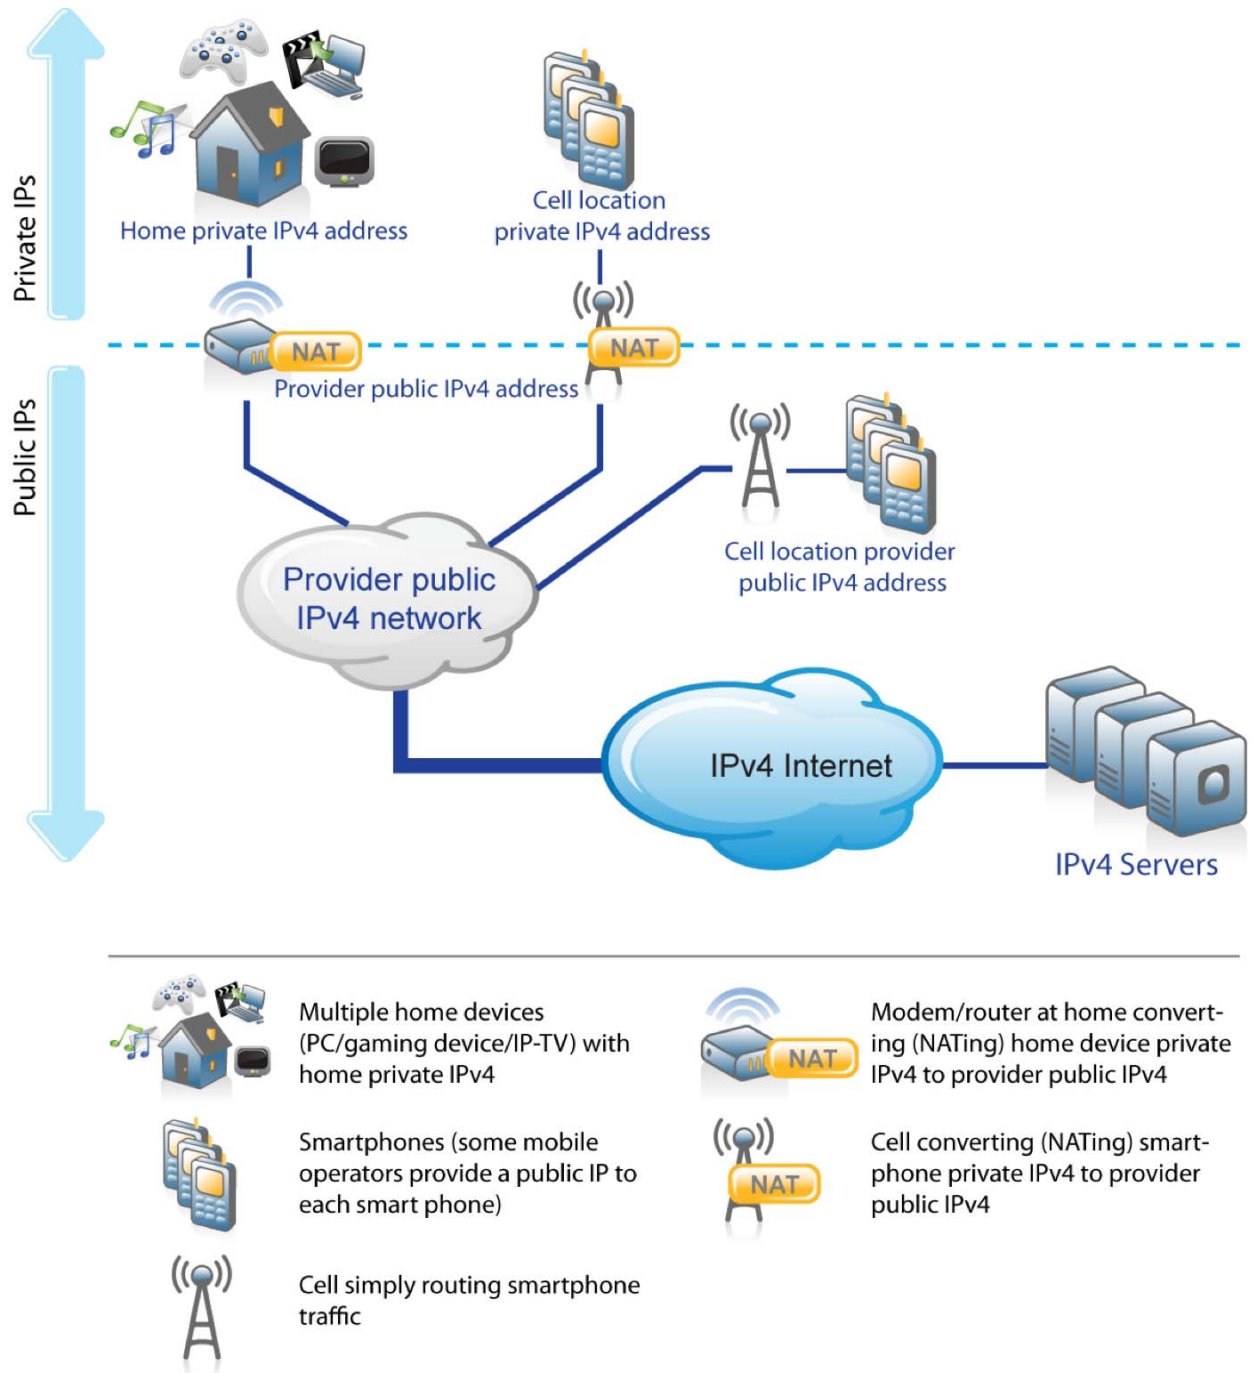 Private IPs
Public IPs
Home private IPv4 address
Cell location
private IPv4 address
NAT
NAT
Provider public IPv4 address
Cell location provider
public IPv4 address
Provider public
IPv4 network
IPv4 Internet
IPv4 Servers
Multiple home devices
(PC/gaming device/IP-TV) with
home private IPv4
NAT
Modem/router at home convert-
ing (NATing) home device private
IPv4 to provider public IPv4
Smartphones (some mobile
operators provide a public IP to
each smart phone)
NAT
Cell converting (NATing) smart-
phone private IPv4 to provider
public IPv4
Cell simply routing smartphone
traffic